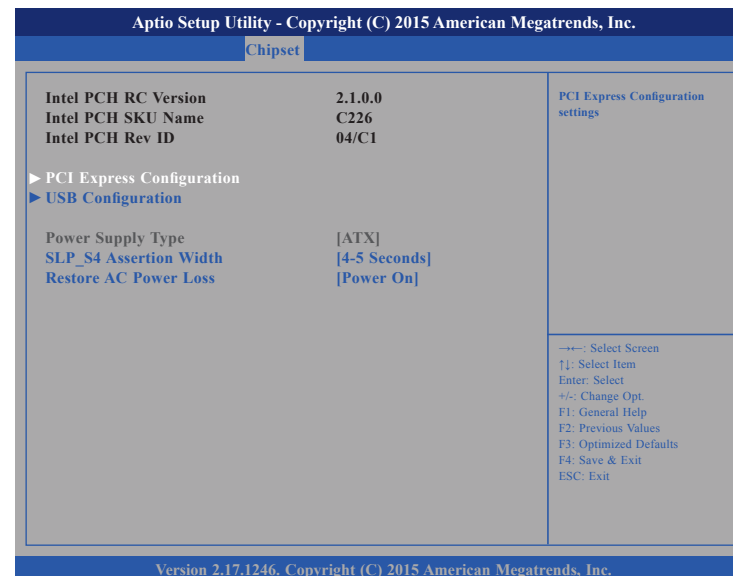 Aptio Setup Utility - Copyright (C) 2015 American Megatrends, Inc.
Chipset
Intel PCH RC Version 2.1.0.0
Intel PCH SKU Name C226
Intel PCH Rev ID 04/C1
▶ PCI Express Configuration
▶ USB Configuration
Power Supply Type [ATX]
SLP_S4 Assertion Width [4-5 Seconds]
Restore AC Power Loss [Power On]
PCI Express Configuration
settings
→←: Select Screen
↑↓: Select Item
Enter: Select
+/-: Change Opt.
F1: General Help
F2: Previous Values
F3: Optimized Defaults
F4: Save & Exit
ESC: Exit
Version 2.17.1246. Copyright (C) 2015 American Megatrends, Inc.